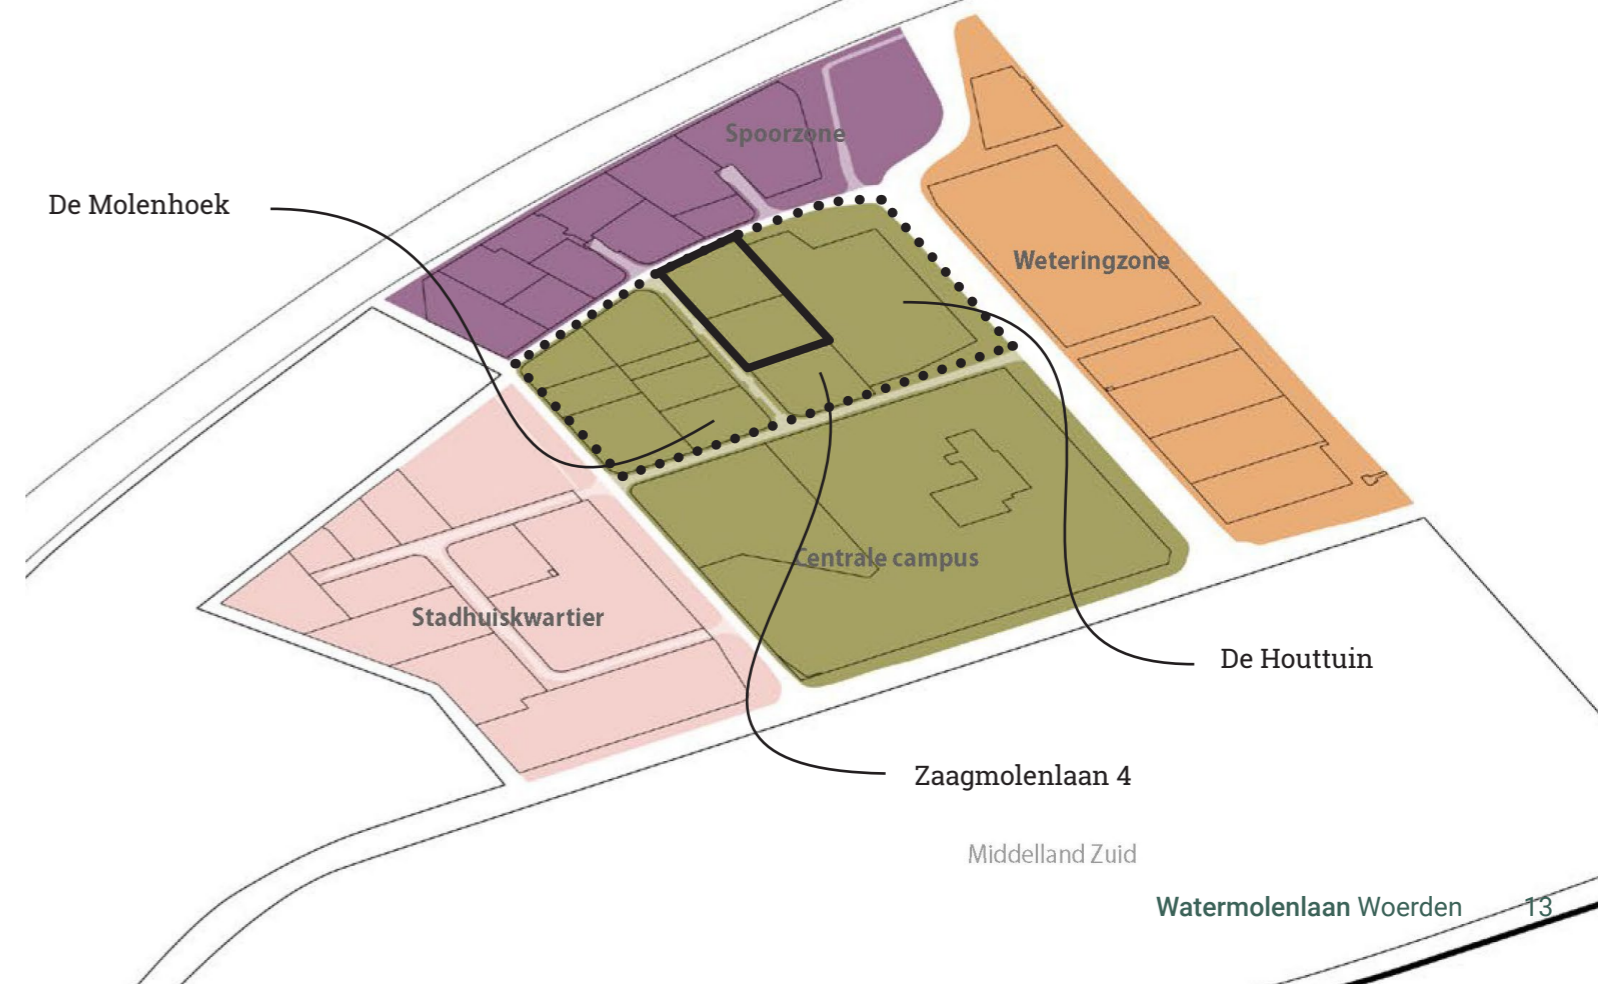 Spoorzone
De Molenhoek
Weteringzone
Centrale campus
Stadhuiskwartier
De Houttuin
Zaagmolenlaan 4
Middelland Zuid
Watermolenlaan Woerden 13